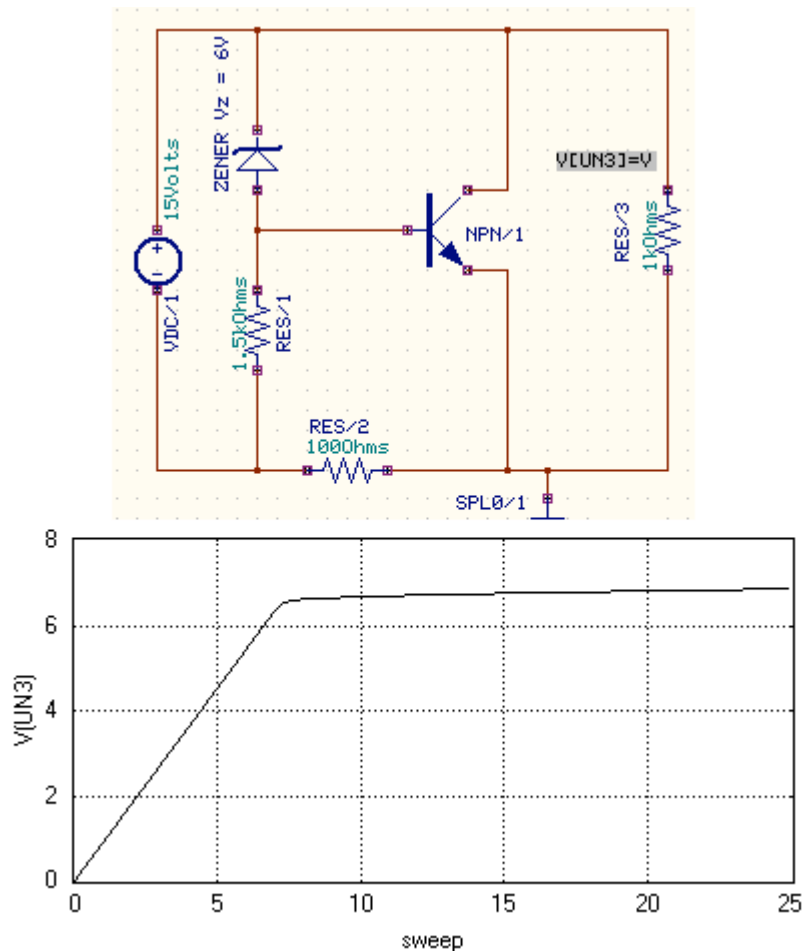 ZENER Vz = 6V
15Volts
VDC/1
+
-
1.5kOhms
RES/1
NPN/1
V[UN3]=V
RES/3
1kOhms
RES/2
100Ohms
SPL0/1
8
6
4
2
0
V(UN3)
0 5 10 15 20 25
sweep